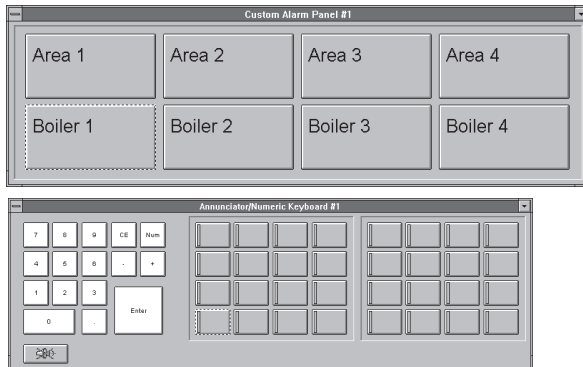 Custom Alarm Panel #1
Area 1 Area 2 Area 3 Area 4
Boiler 1 Boiler 2 Boiler 3 Boiler 4
Annunciator/Numeric Keyboard #1
7 8 9 CE Num
4 5 6 - +
1 2 3
Enter
0 .